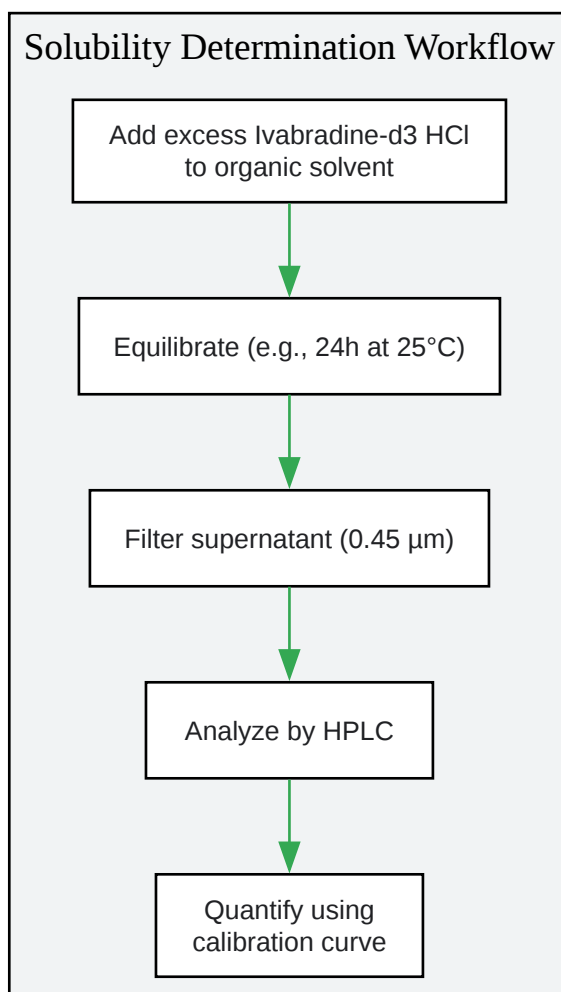 Solubility Determination Workflow
Add excess Ivabradine-d3 HCl
to organic solvent
Equilibrate (e.g., 24h at 25°C)
Filter supernatant (0.45 µm)
Analyze by HPLC
Quantify using
calibration curve